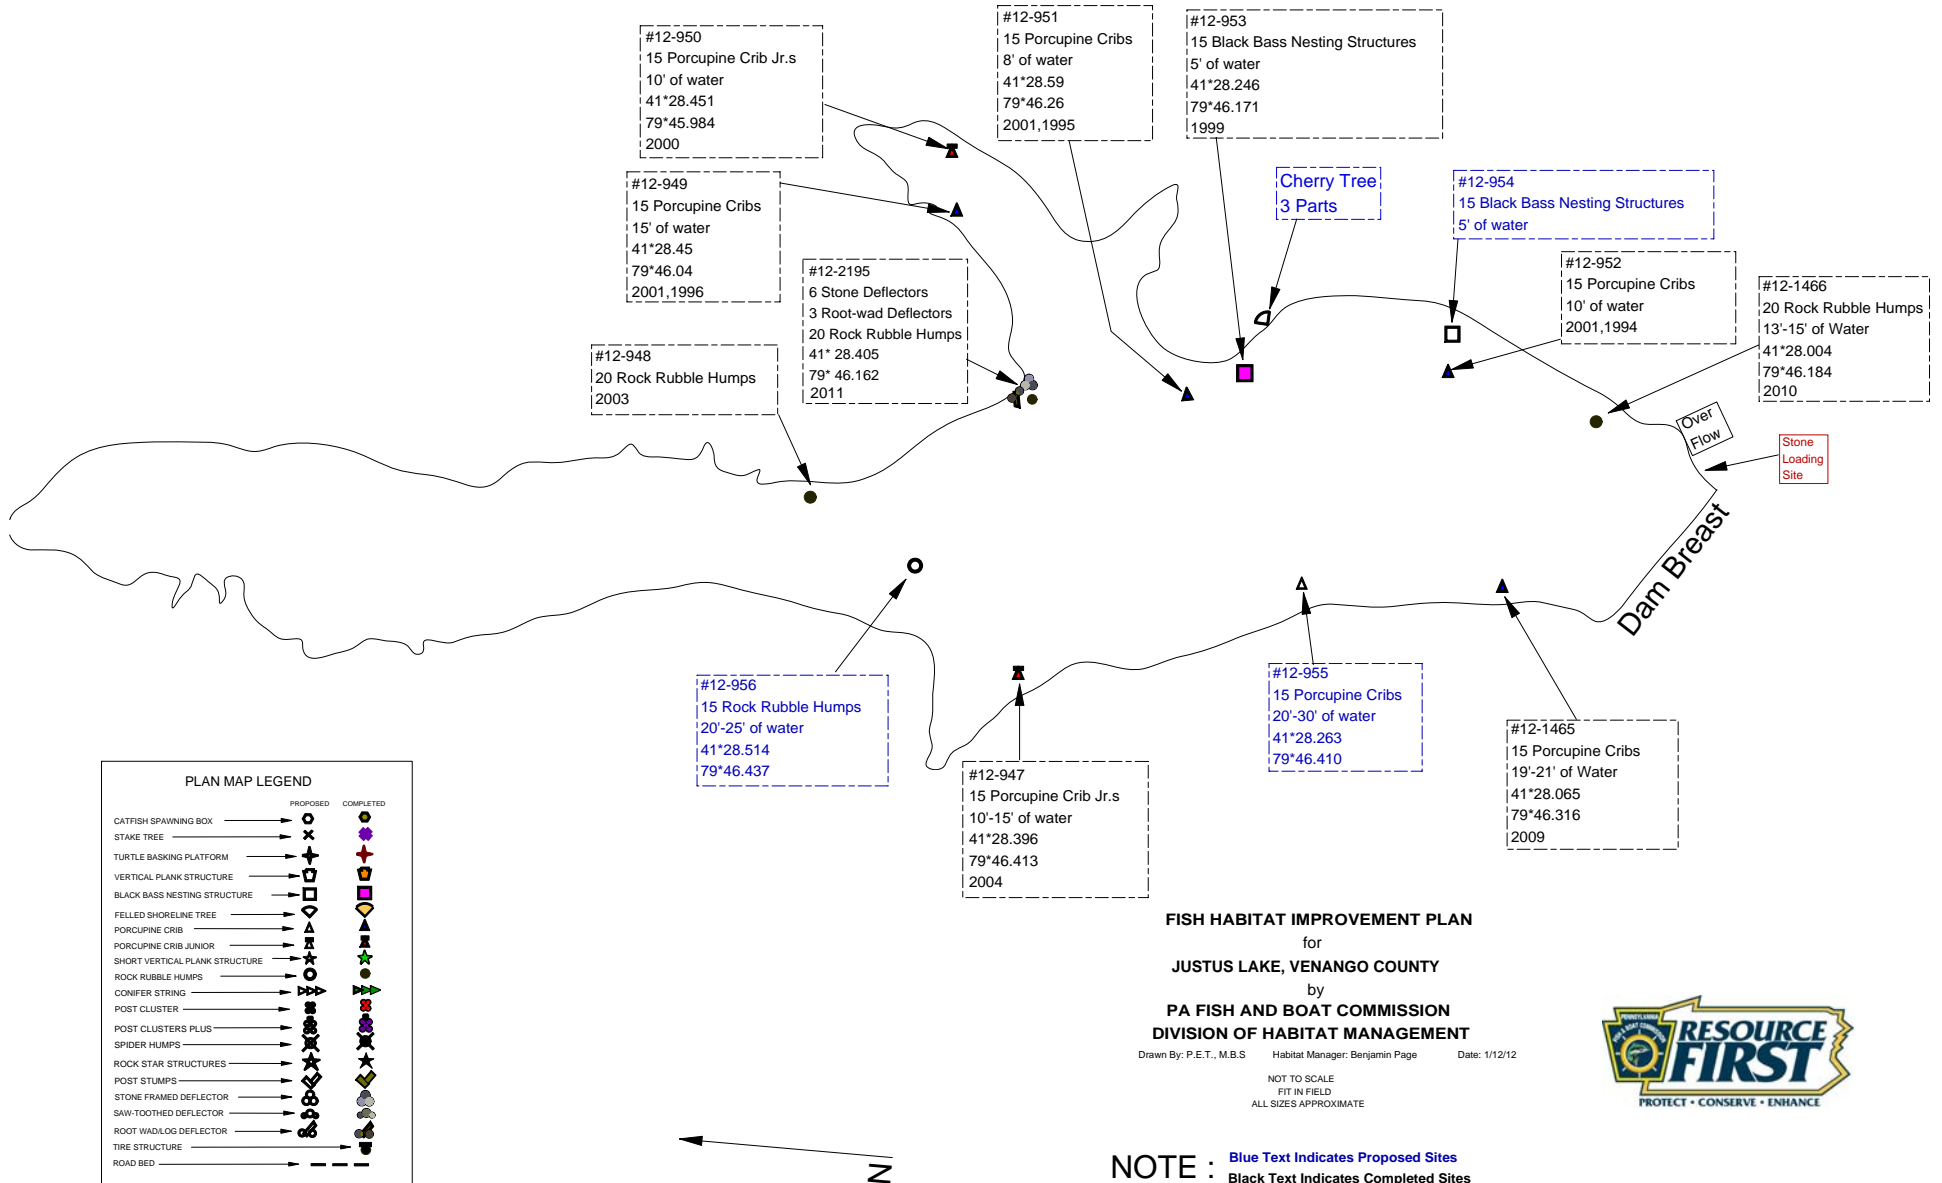 #12-950
15 Porcupine Crib Jr.s
10' of water
41*28.451
79*45.984
2000
#12-951
15 Porcupine Cribs
8' of water
41*28.59
79*46.26
2001,1995
#12-953
15 Black Bass Nesting Structures
5' of water
41*28.246
79*46.171
1999
#12-949
15 Porcupine Cribs
15' of water
41*28.45
79*46.04
2001,1996
Cherry Tree
3 Parts
#12-954
15 Black Bass Nesting Structures
5' of water
#12-2195
6 Stone Deflectors
3 Root-wad Deflectors
20 Rock Rubble Humps
41* 28.405
79* 46.162
2011
#12-952
15 Porcupine Cribs
10' of water
2001,1994
#12-1466
20 Rock Rubble Humps
13'-15' of Water
41*28.004
79*46.184
2010
#12-948
20 Rock Rubble Humps
2003
Over
Flow
Stone
Loading
Site
Dam Breast
#12-956
15 Rock Rubble Humps
20'-25' of water
41*28.514
79*46.437
#12-947
15 Porcupine Crib Jr.s
10'-15' of water
41*28.396
79*46.413
2004
#12-955
15 Porcupine Cribs
20'-30' of water
41*28.263
79*46.410
#12-1465
15 Porcupine Cribs
19'-21' of Water
41*28.065
79*46.316
2009
PLAN MAP LEGEND
PROPOSED COMPLETED
CATFISH SPAWNING BOX
STAKE TREE
TURTLE BASKING PLATFORM
VERTICAL PLANK STRUCTURE
BLACK BASS NESTING STRUCTURE
FELLED SHORELINE TREE
PORCUPINE CRIB
PORCUPINE CRIB JUNIOR
SHORT VERTICAL PLANK STRUCTURE
ROCK RUBBLE HUMPS
CONIFER STRING
POST CLUSTER
POST CLUSTERS PLUS
SPIDER HUMPS
ROCK STAR STRUCTURES
POST STUMPS
STONE FRAMED DEFLECTOR
SAW-TOOTHED DEFLECTOR
ROOT WAD/LOG DEFLECTOR
TIRE STRUCTURE
ROAD BED
FISH HABITAT IMPROVEMENT PLAN
for
JUSTUS LAKE, VENANGO COUNTY
by
PA FISH AND BOAT COMMISSION
DIVISION OF HABITAT MANAGEMENT
Drawn By: P.E.T., M.B.S Habitat Manager: Benjamin Page Date: 1/12/12
NOT TO SCALE
FIT IN FIELD
ALL SIZES APPROXIMATE
PENNSYLVANIA
FISH & BOAT COMMISSION
RESOURCE
FIRST
PROTECT • CONSERVE • ENHANCE
N
NOTE : Blue Text Indicates Proposed Sites
Black Text Indicates Completed Sites